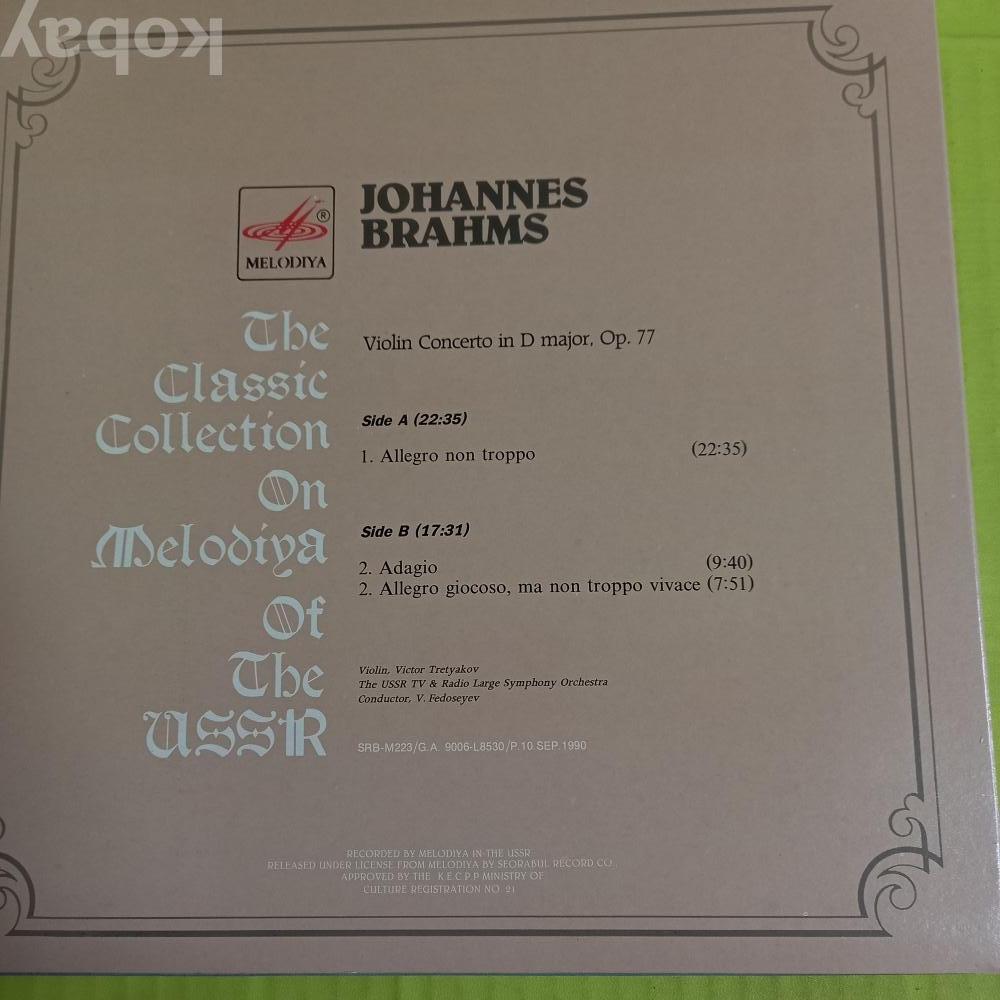 kobay
MELODIYA
®
JOHANNES
BRAHMS
The
Classic
Collection
On
Melodiya
Of
The
USSR
Violin Concerto in D major, Op. 77
Side A (22:35)
1. Allegro non troppo (22:35)
Side B (17:31)
2. Adagio (9:40)
2. Allegro giocoso, ma non troppo vivace (7:51)
Violin, Victor Tretyakov
The USSR TV & Radio Large Symphony Orchestra
Conductor, V. Fedoseyev
SRB-M223/G.A. 9006-L8530/P.10 SEP.1990
RECORDED BY MELODIYA IN THE USSR
RELEASED UNDER LICENSE FROM MELODIYA BY SEORABUL RECORD CO.,
APPROVED BY THE K.E.C.P.P MINISTRY OF
CULTURE REGISTRATION NO. 21